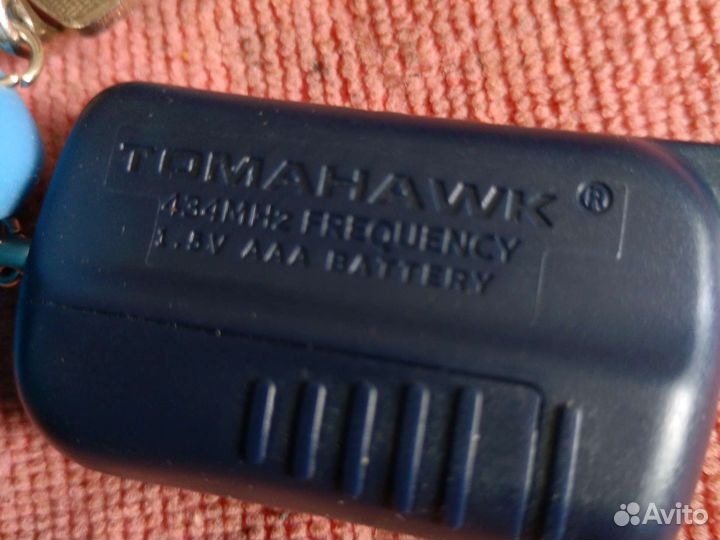 TOMAHAWK ®
434MHz FREQUENCY
1.5V AAA BATTERY
Avito